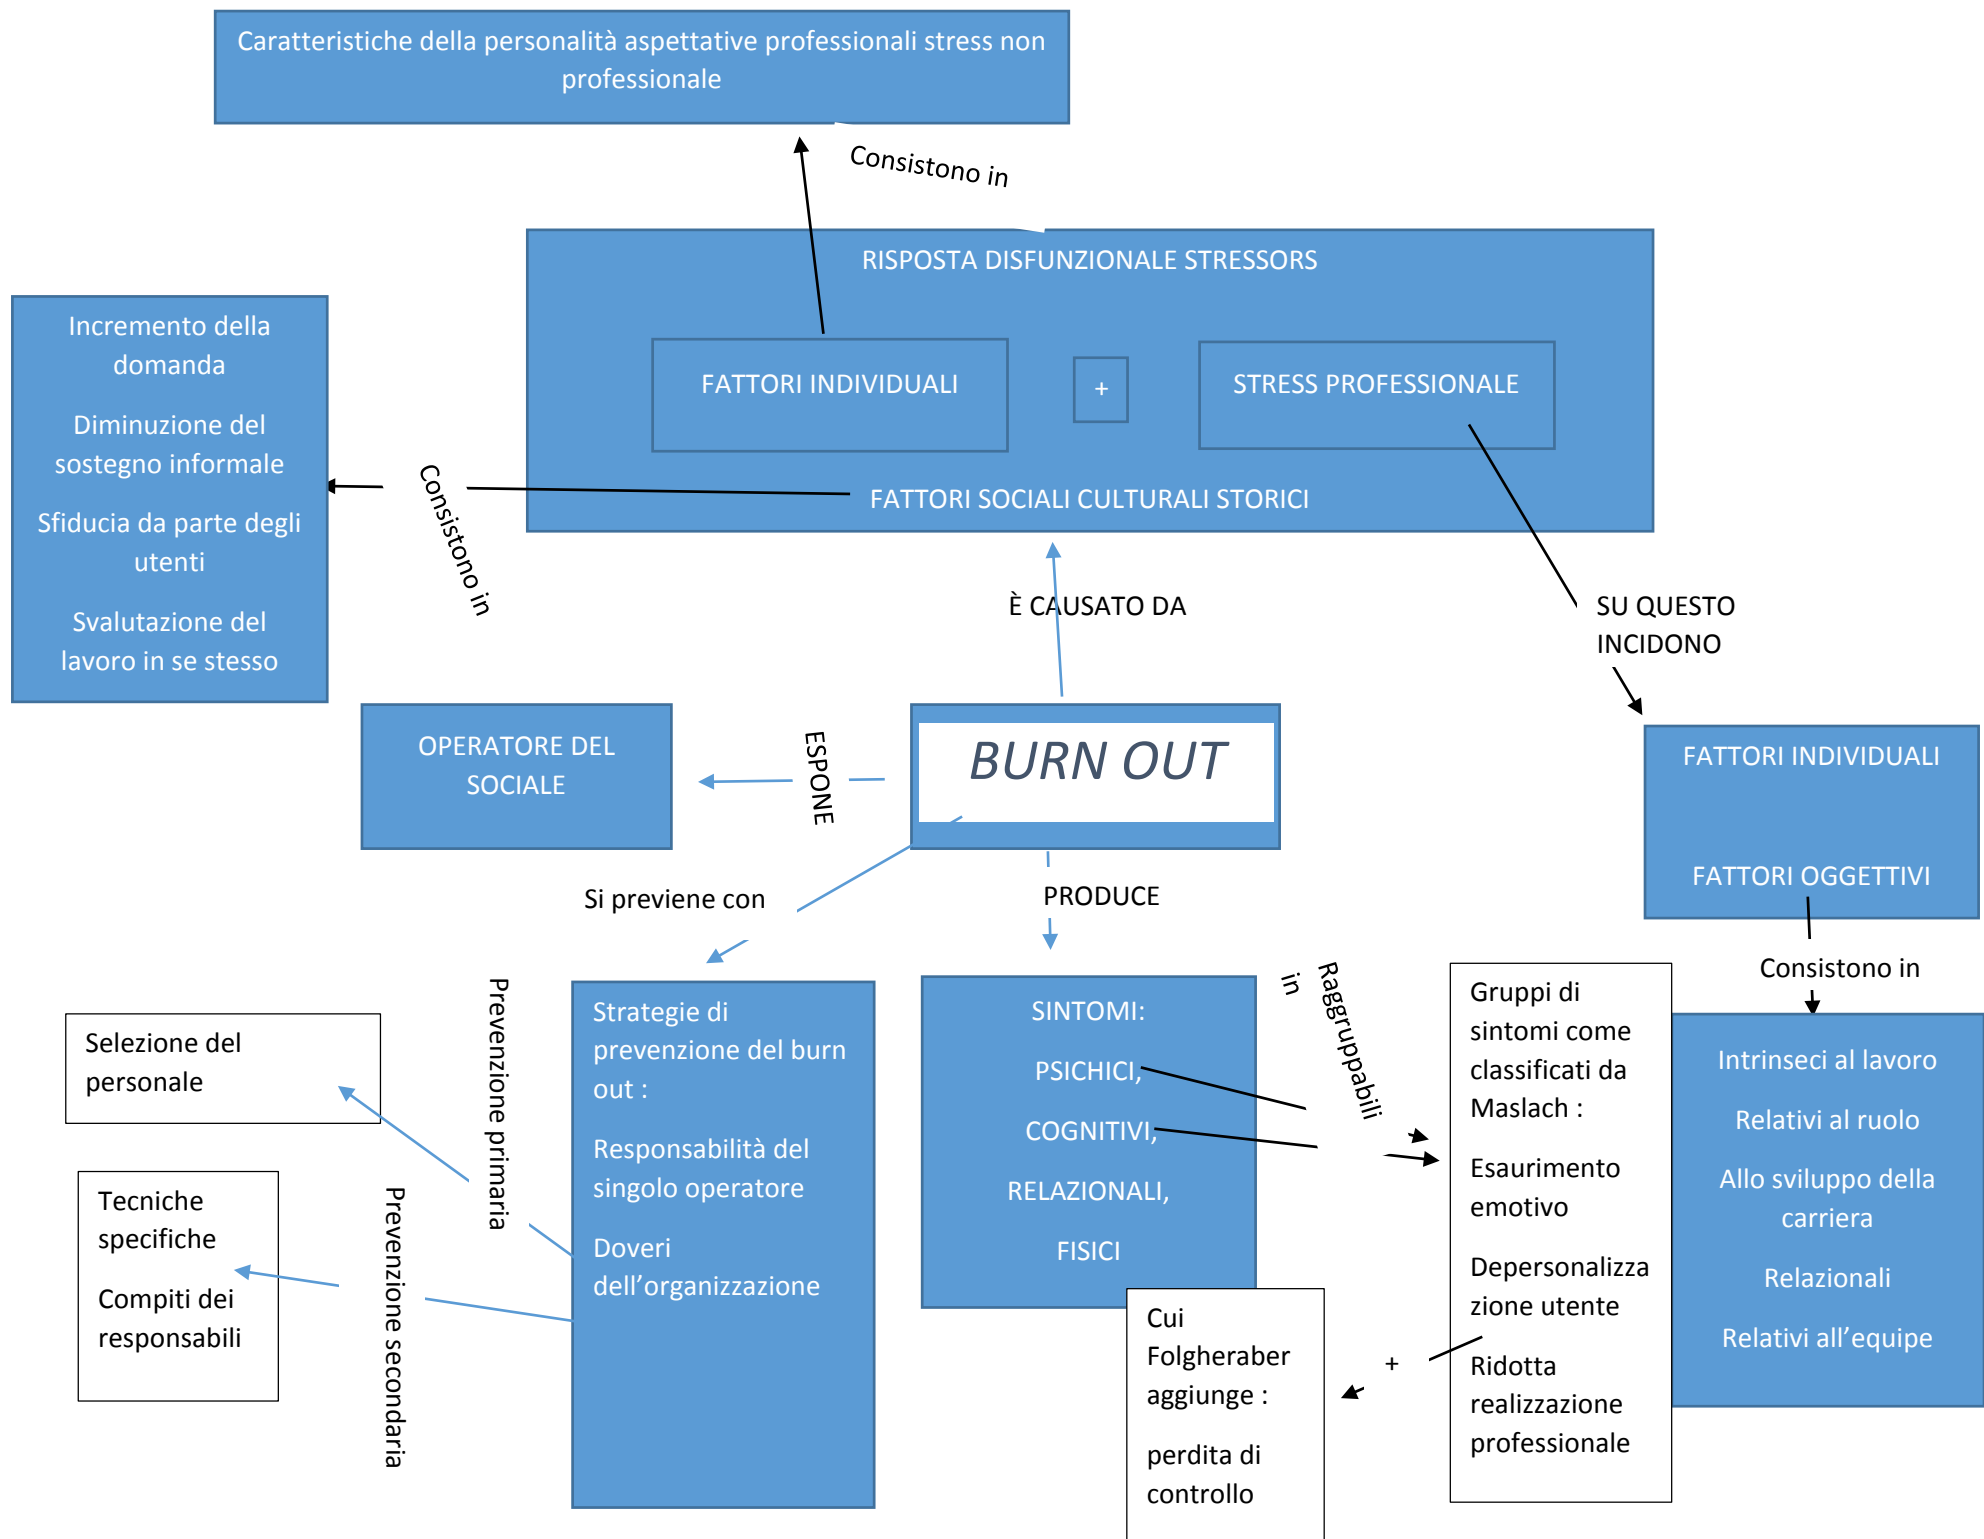 Caratteristiche della personalità aspettative professionali stress non
professionale
Consistono in
RISPOSTA DISFUNZIONALE STRESSORS
FATTORI INDIVIDUALI
+
STRESS PROFESSIONALE
FATTORI SOCIALI CULTURALI STORICI
Incremento della
domanda
Diminuzione del
sostegno informale
Sfiducia da parte degli
utenti
Svalutazione del
lavoro in se stesso
Consistono in
È CAUSATO DA
SU QUESTO
INCIDONO
OPERATORE DEL
SOCIALE
ESPONE
BURN OUT
FATTORI INDIVIDUALI
FATTORI OGGETTIVI
Si previene con
PRODUCE
Consistono in
Selezione del
personale
Prevenzione primaria
Tecniche
specifiche
Compiti dei
responsabili
Prevenzione secondaria
Strategie di
prevenzione del burn
out :
Responsabilità del
singolo operatore
Doveri
dell’organizzazione
SINTOMI:
PSICHICI,
COGNITIVI,
RELAZIONALI,
FISICI
Raggruppabili
in
Gruppi di
sintomi come
classificati da
Maslach :
Esaurimento
emotivo
Depersonalizza
zione utente
Ridotta
realizzazione
professionale
Intrinseci al lavoro
Relativi al ruolo
Allo sviluppo della
carriera
Relazionali
Relativi all’equipe
+
Cui
Folgheraber
aggiunge :
perdita di
controllo